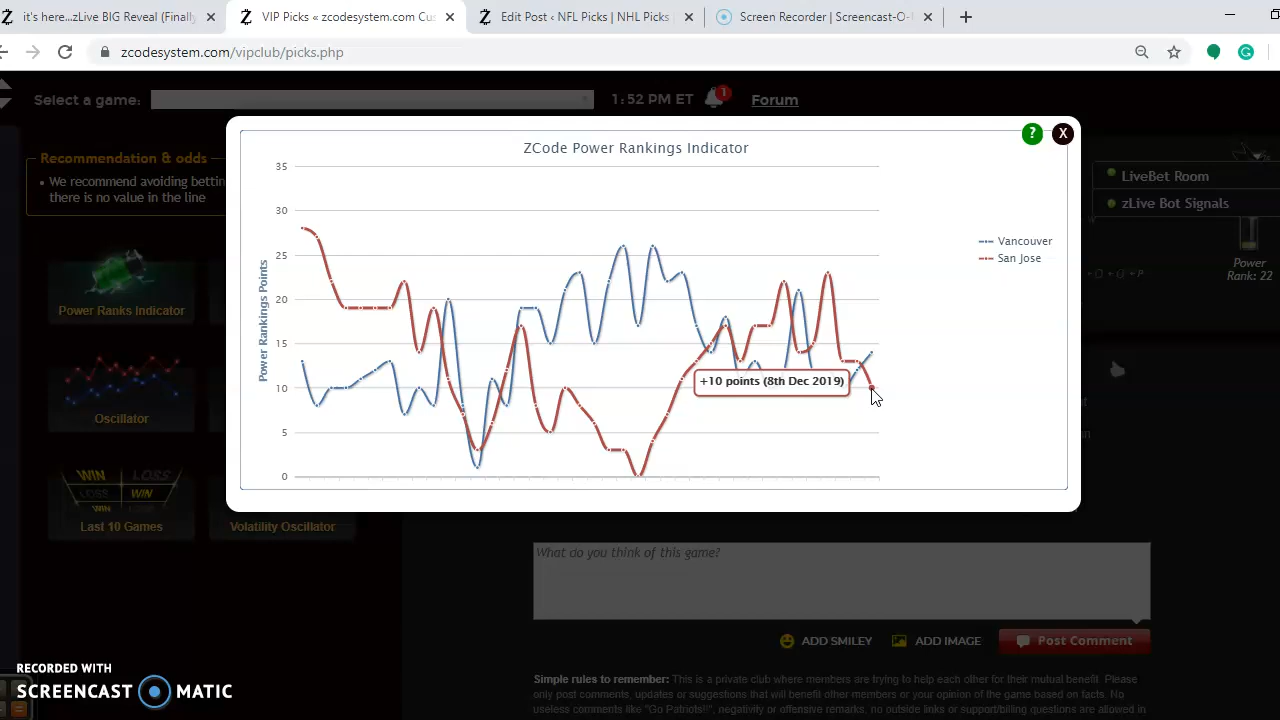 it's here...zLive BIG Reveal (Finally
VIP Picks « zcodesystem.com Cus
Edit Post ‹ NFL Picks | NHL Picks
Screen Recorder | Screencast-O-
zcodesystem.com/vipclub/picks.php
Select a game:
1:52 PM ET
1
Forum
Recommendation & odds
We recommend avoiding bettin
there is no value in the line
Power Ranks Indicator
Oscillator
WIN LOSS
LOSS WIN
WIN LOSS
Last 10 Games
Volatility Oscillator
? X
ZCode Power Rankings Indicator
Power Rankings Points
35
30
25
20
15
10
5
0
Vancouver
San Jose
+10 points (8th Dec 2019)
LiveBet Room
zLive Bot Signals
Power
Rank: 22
What do you think of this game?
ADD SMILEY
ADD IMAGE
Post Comment
Simple rules to remember: This is a private club where members are trying to help each other for their mutual benefit. Please
only post comments, updates or suggestions that will benefit other members or your opinion of the game based on facts. No
useless comments like "Go Patriots!!", negativity or offensive remarks, no outside links or support/billing questions are allowed in
RECORDED WITH
SCREENCAST MATIC